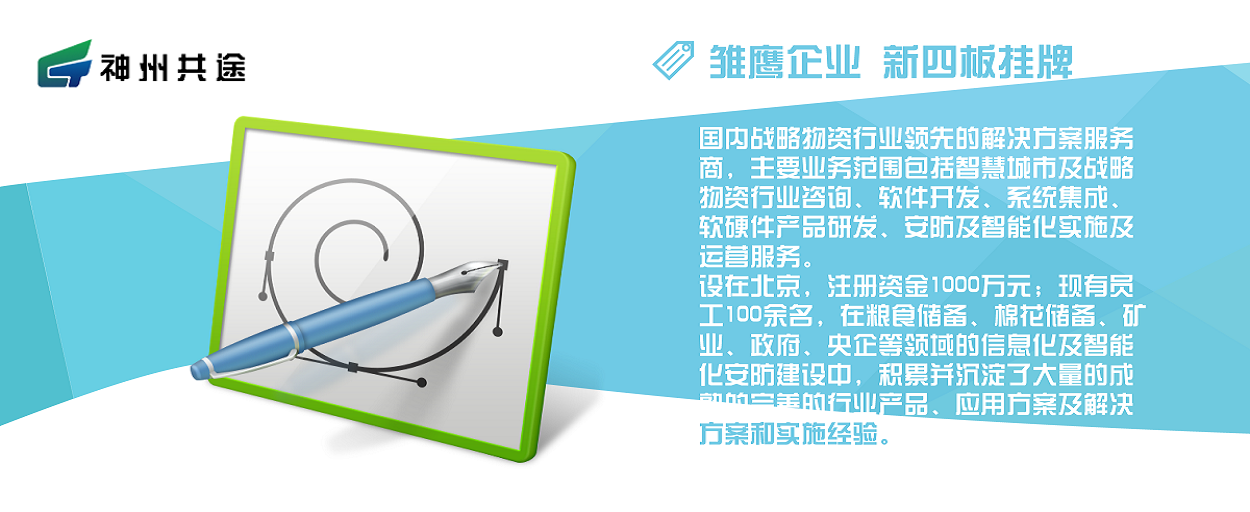 神州共途
雏鹰企业 新四板挂牌
国内战略物资行业领先的解决方案服务
商，主要业务范围包括智慧城市及战略
物资行业咨询、软件开发、系统集成、
软硬件产品研发、安防及智能化实施及
运营服务。
设在北京，注册资金1000万元；现有员
工100余名，在粮食储备、棉花储备、矿
业、政府、央企等领域的信息化及智能
化安防建设中，积累并沉淀了大量的成
熟的完善的行业产品、应用方案及解决
方案和实施经验。